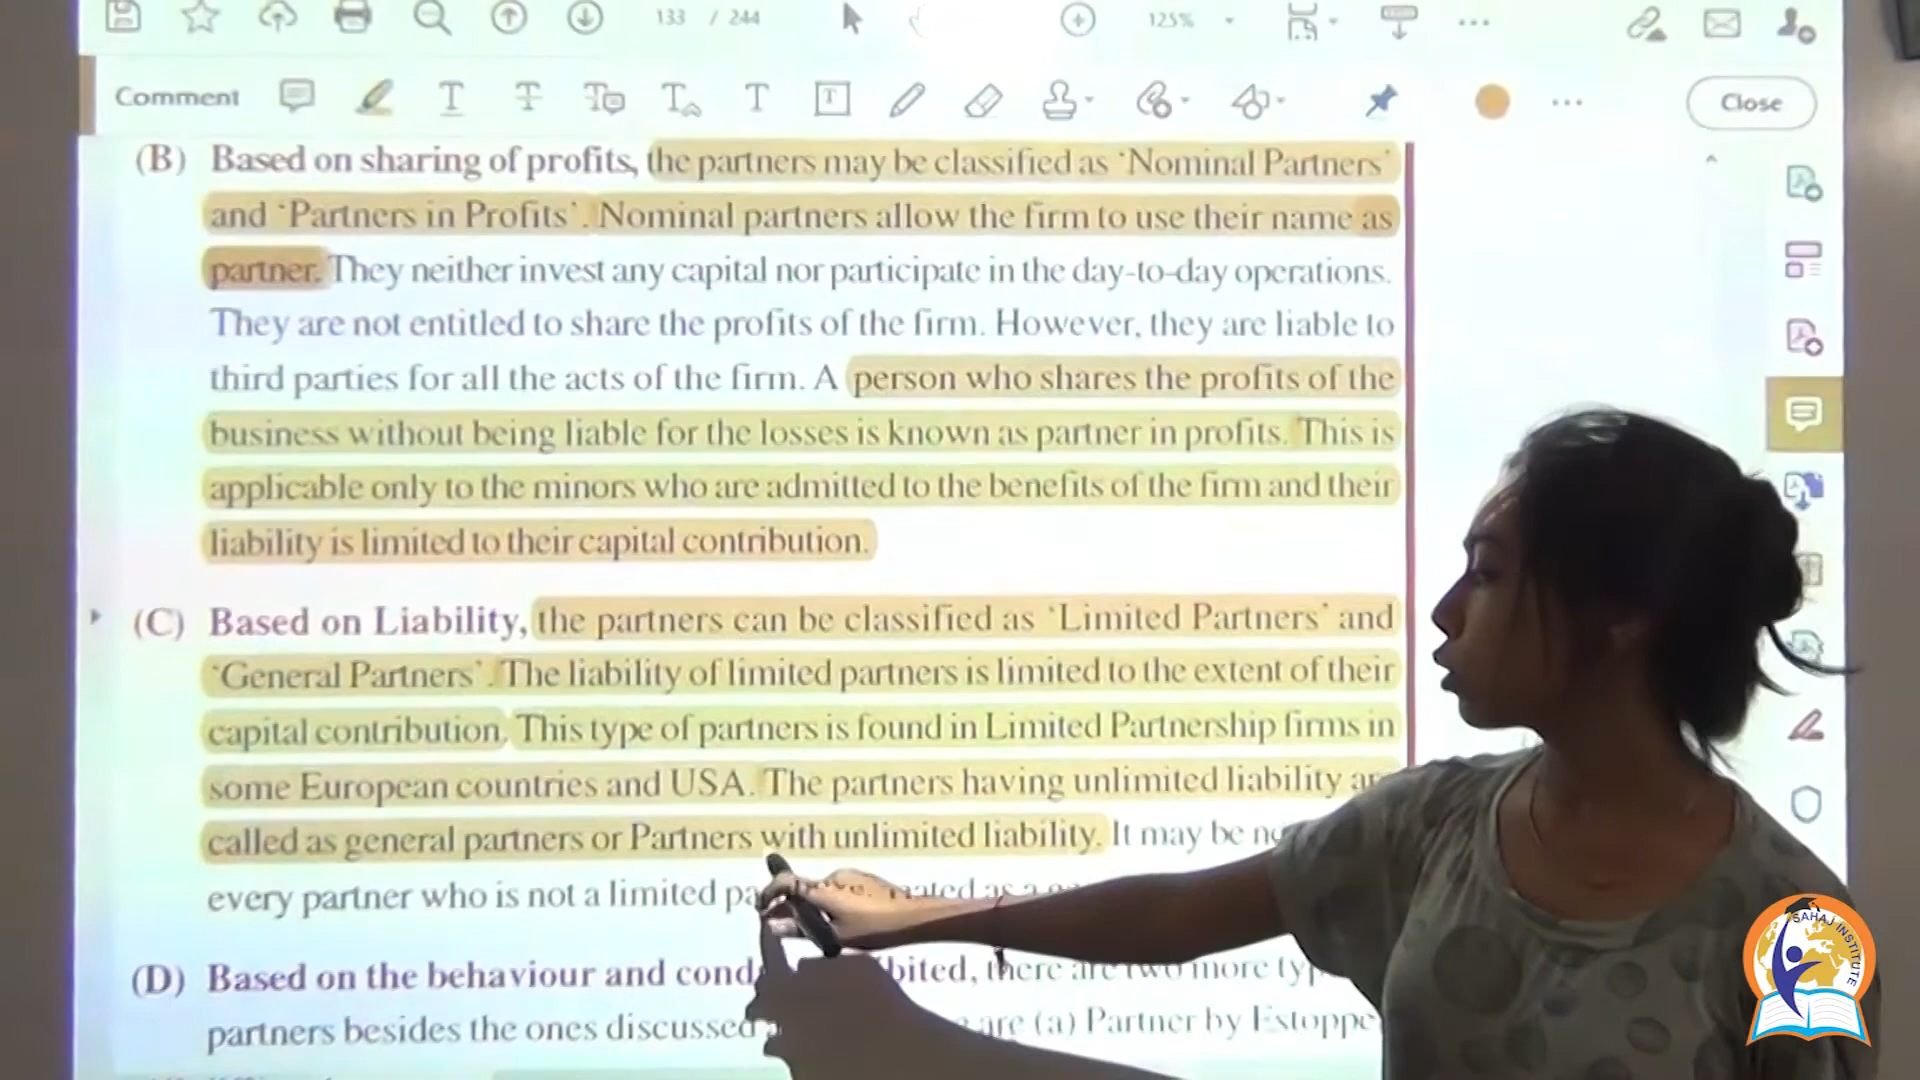 133 / 244
125%
Comment
Close
(B) Based on sharing of profits, the partners may be classified as 'Nominal Partners'
and 'Partners in Profits'. Nominal partners allow the firm to use their name as
partner. They neither invest any capital nor participate in the day-to-day operations.
They are not entitled to share the profits of the firm. However, they are liable to
third parties for all the acts of the firm. A person who shares the profits of the
business without being liable for the losses is known as partner in profits. This is
applicable only to the minors who are admitted to the benefits of the firm and their
liability is limited to their capital contribution.
(C) Based on Liability, the partners can be classified as 'Limited Partners' and
'General Partners'. The liability of limited partners is limited to the extent of their
capital contribution. This type of partners is found in Limited Partnership firms in
some European countries and USA. The partners having unlimited liability
called as general partners or Partners with unlimited liability. It may be
every partner who is not a limited as a
(D) Based on the behaviour and there are two more
partners besides the ones discussed are (a) Partner by
SAHAJ INSTITUTE